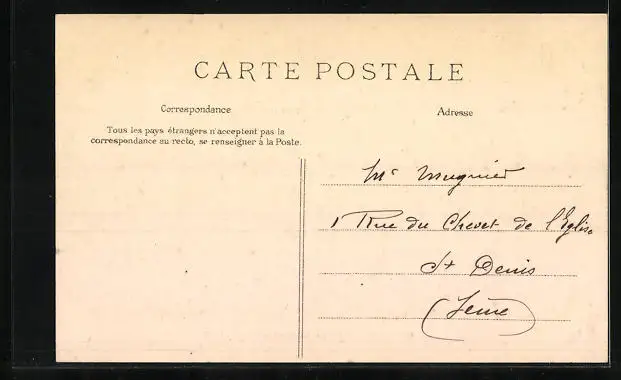 CARTE POSTALE
Correspondance
Tous les pays étrangers n'acceptent pas la
correspondance au recto, se renseigner à la Poste.
Adresse
Mr Mugnier
1 Rue du Chevet de l'Eglise
St Denis
(Seine)